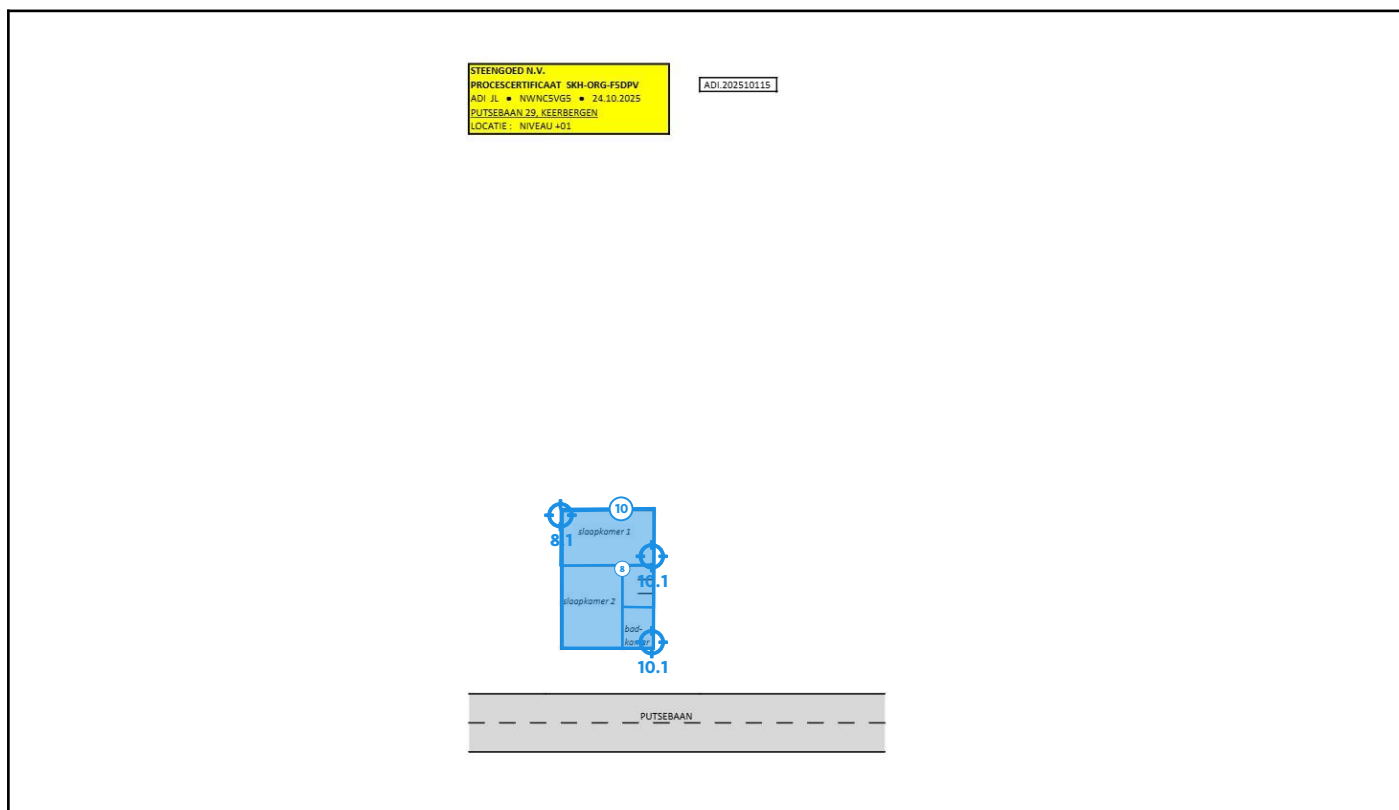 STEENGOED N.V.
PROCESCERTIFICAAT SKH-ORG-F5DPV
ADI JL • NWNC5VG5 • 24.10.2025
PUTSEBAAN 29, KEERBERGEN
LOCATIE : NIVEAU +01
ADI.202510115
10
8.1
slaapkamer 1
8
10.1
slaapkamer 2
bad-
kamer
10.1
PUTSEBAAN